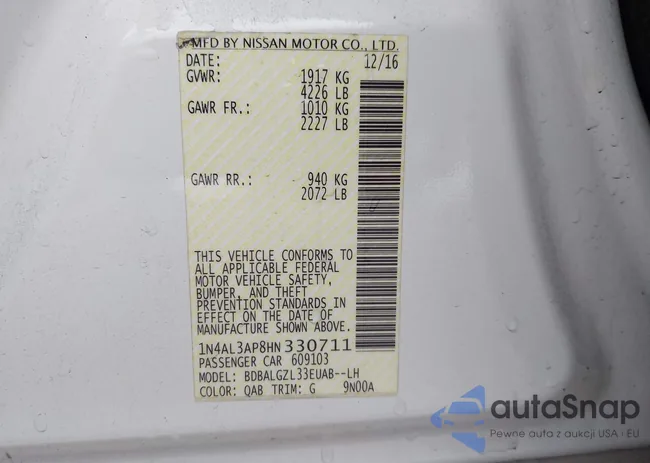 MFD BY NISSAN MOTOR CO., LTD.
DATE: 12/16
GVWR: 1917 KG
4226 LB
GAWR FR.: 1010 KG
2227 LB
GAWR RR.: 940 KG
2072 LB
THIS VEHICLE CONFORMS TO
ALL APPLICABLE FEDERAL
MOTOR VEHICLE SAFETY,
BUMPER, AND THEFT
PREVENTION STANDARDS IN
EFFECT ON THE DATE OF
MANUFACTURE SHOWN ABOVE.
1N4AL3AP8HN330711
PASSENGER CAR 609103
MODEL: BDBALGZL33EUAB--LH
COLOR: QAB TRIM: G 9N00A
autaSnap
Pewne auta z aukcji USA i EU